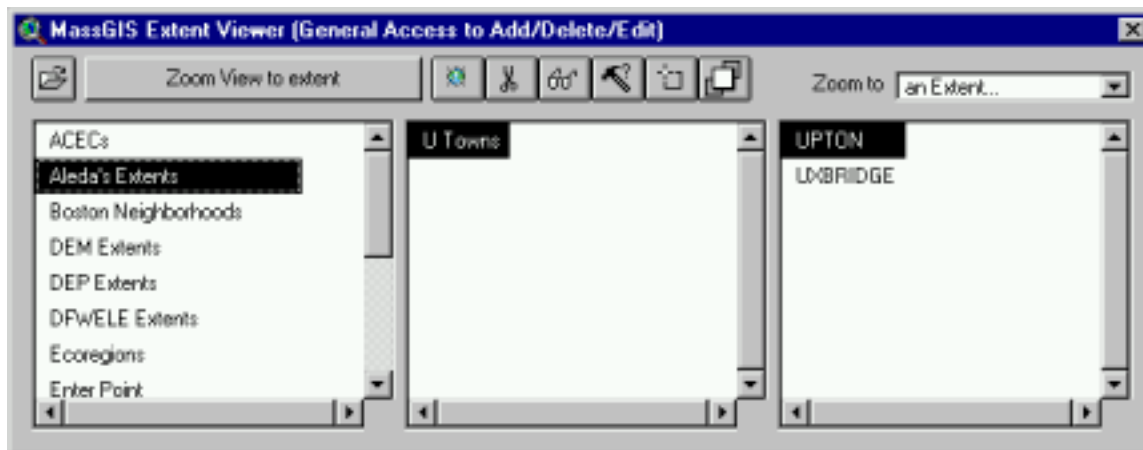 MassGIS Extent Viewer (General Access to Add/Delete/Edit)
Zoom View to extent
Zoom to an Extent...
ACECs
Aleda's Extents
Boston Neighborhoods
DEM Extents
DEP Extents
DFWELE Extents
Ecoregions
Enter Point
U Towns
UPTON
UXBRIDGE